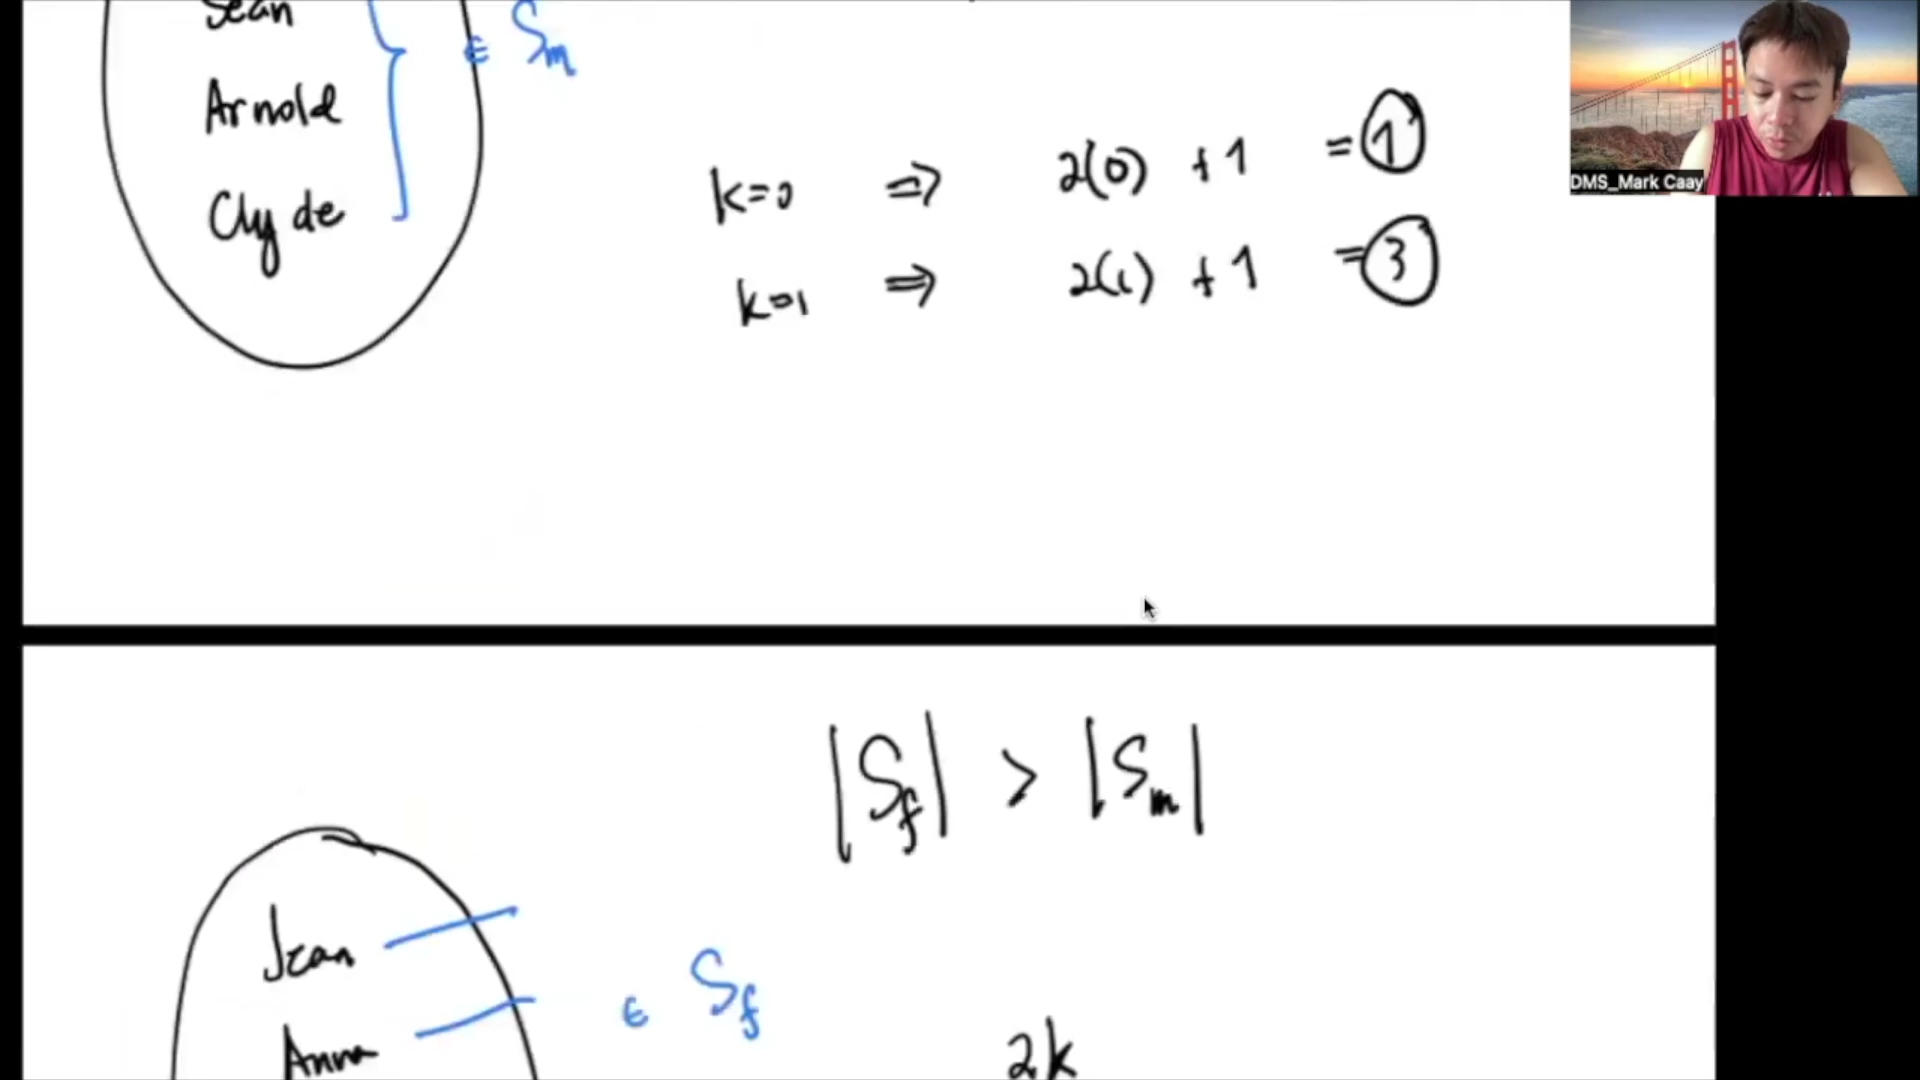 Sean
∈ Sm
Arnold
Clyde
k=0 ⇒ 2(0) + 1 = 1
k=1 ⇒ 2(1) + 1 = 3
DMS_Mark Caay
|Sf| > |Sm|
Jean
∈ Sf
Anna
2k